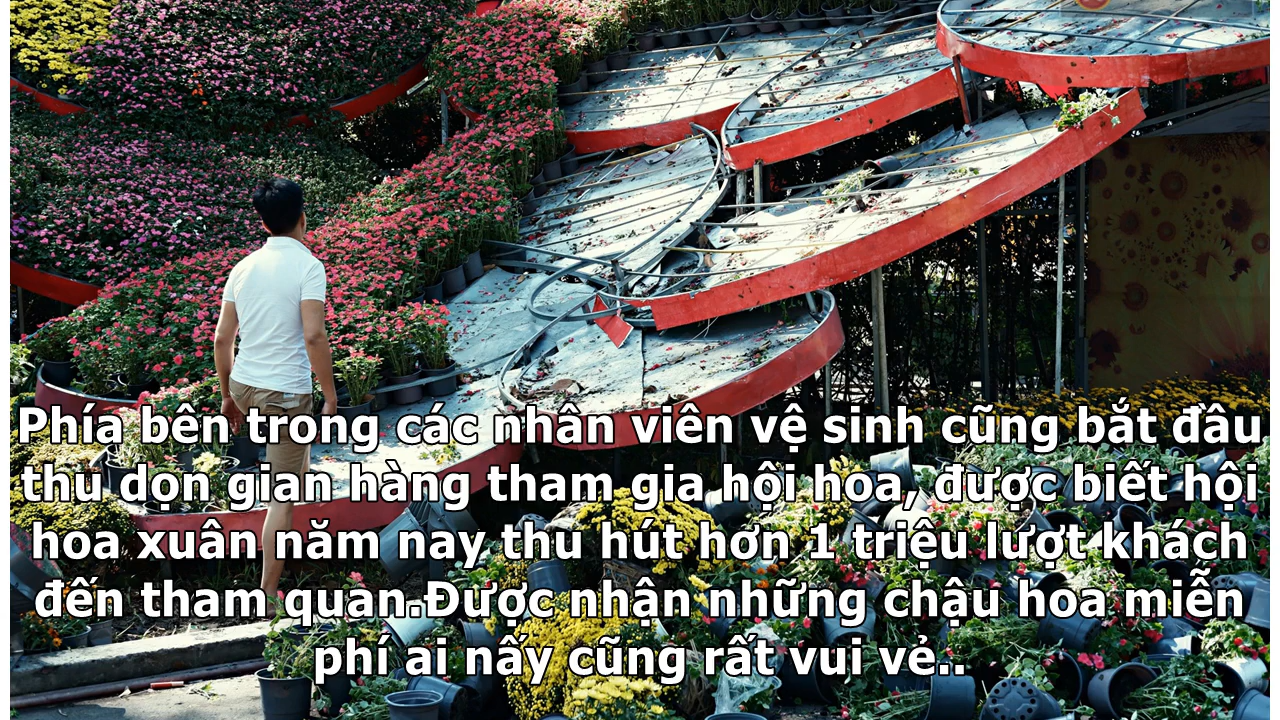 Phía bên trong các nhân viên vệ sinh cũng bắt đầu
thu dọn gian hàng tham gia hội hoa, được biết hội
hoa xuân năm nay thu hút hơn 1 triệu lượt khách
đến tham quan.Được nhận những chậu hoa miễn
phí ai nấy cũng rất vui vẻ..